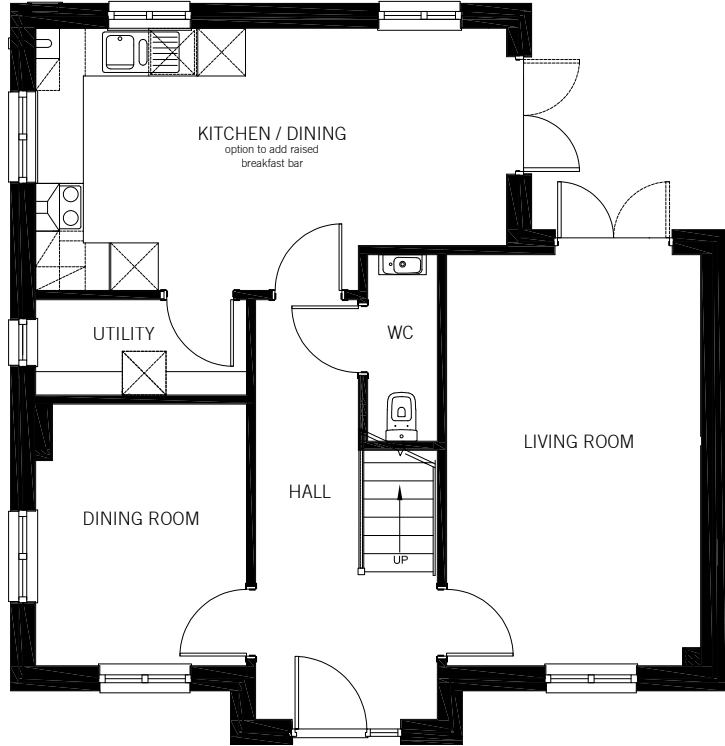 KITCHEN / DINING
option to add raised
breakfast bar
UTILITY
WC
LIVING ROOM
HALL
DINING ROOM
UP